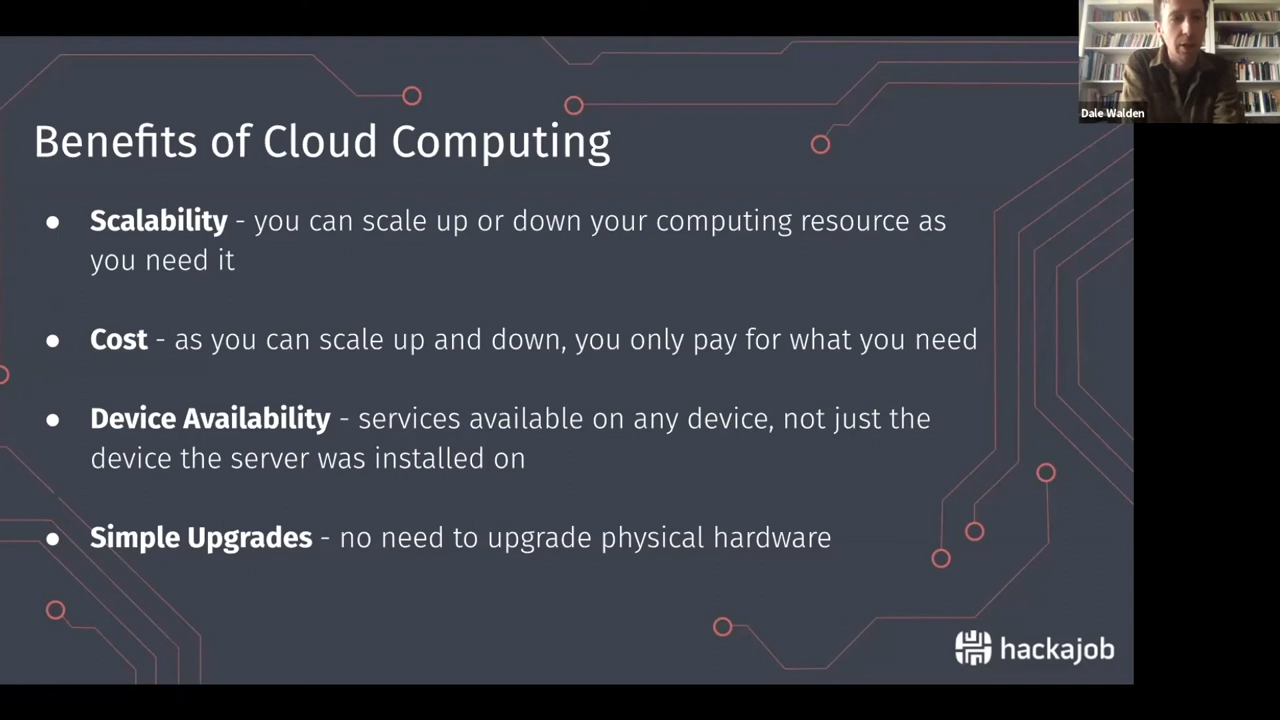 Dale Walden
Benefits of Cloud Computing
● Scalability - you can scale up or down your computing resource as
you need it
● Cost - as you can scale up and down, you only pay for what you need
● Device Availability - services available on any device, not just the
device the server was installed on
● Simple Upgrades - no need to upgrade physical hardware
hackajob